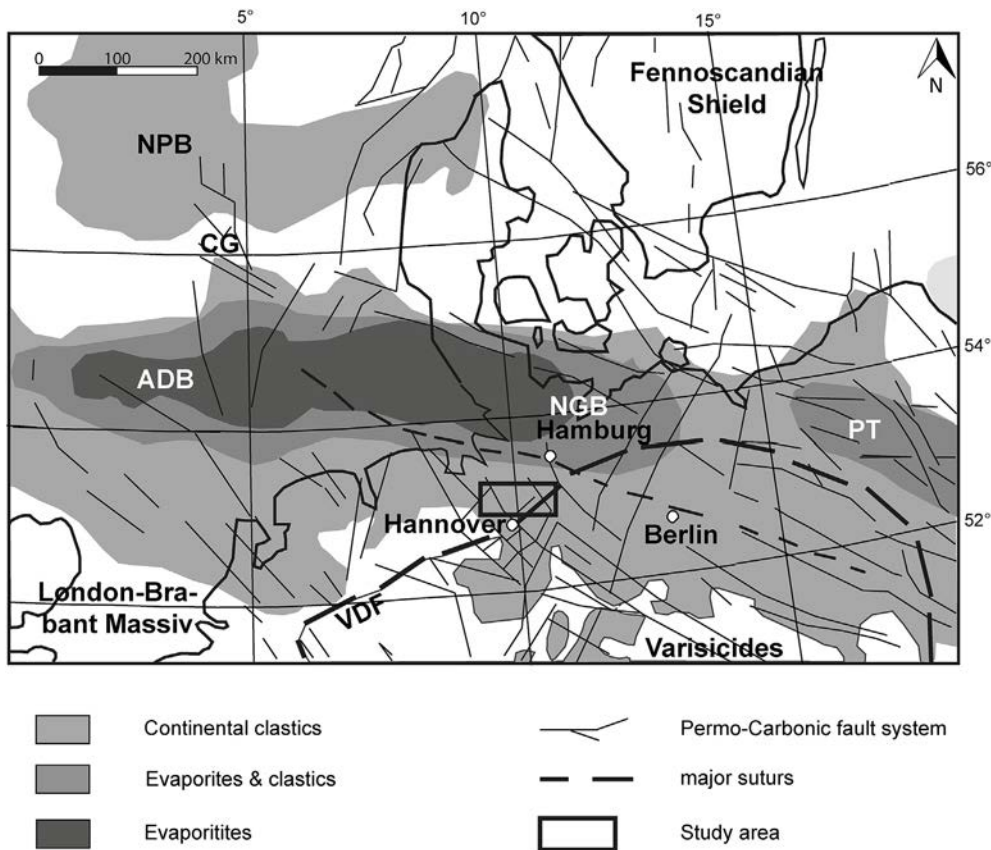 5°
10°
15°
0
100
200 km
N
Fennoscandian
Shield
NPB
56°
CG
54°
ADB
NGB
Hamburg
PT
52°
Hannover
Berlin
London-Bra-
bant Massiv
VDF
Varisicides
Continental clastics
Permo-Carbonic fault system
Evaporites & clastics
major suturs
Evaporitites
Study area